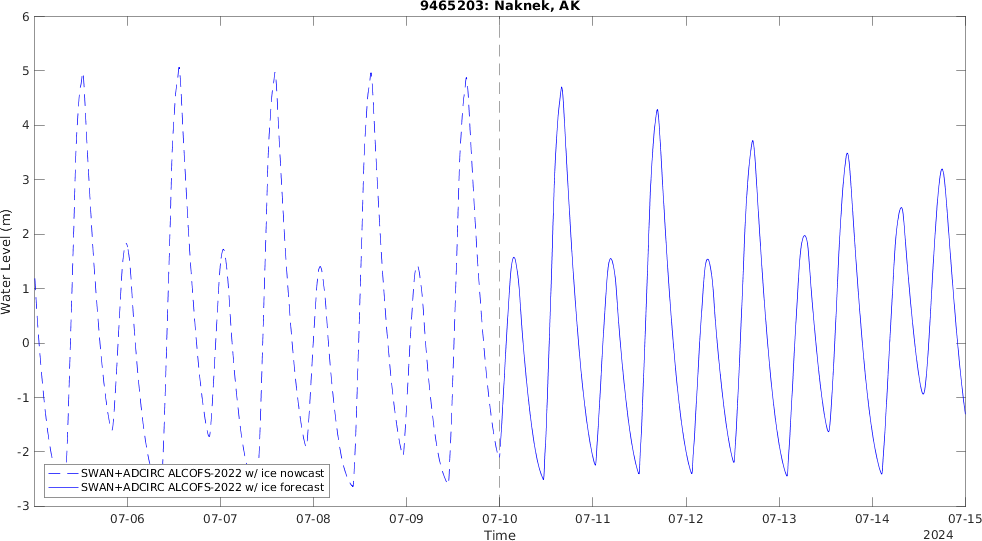 9465203: Naknek, AK
6
5
4
3
2
1
0
-1
-2
-3
Water Level (m)
SWAN+ADCIRC ALCOFS-2022 w/ ice nowcast
SWAN+ADCIRC ALCOFS-2022 w/ ice forecast
07-06 07-07 07-08 07-09 07-10 07-11 07-12 07-13 07-14 07-15
Time
2024